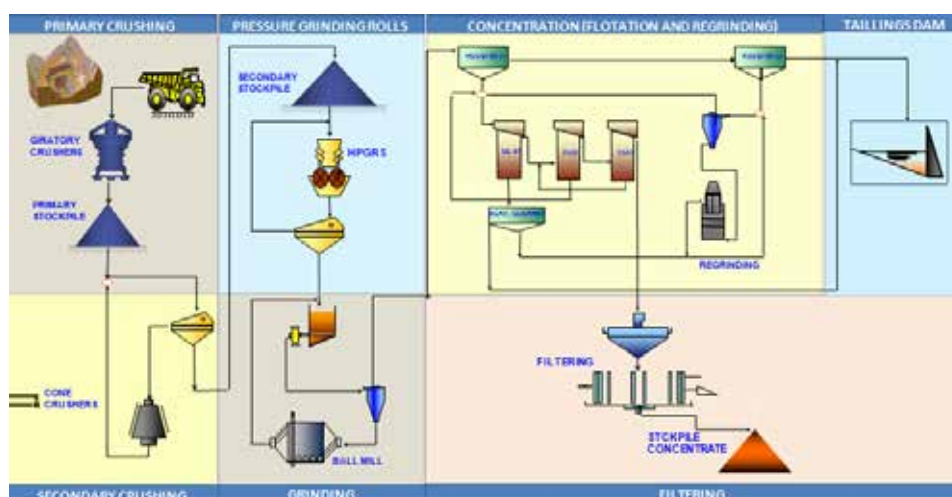 PRIMARY CRUSHING
PRESSURE GRINDING ROLLS
CONCENTRATION (FLOTATION AND REGRINDING)
TAILLINGS DAM
GIRATORY
CRUSHERS
PRIMARY
STOCKPILE
SECONDARY
STOCKPILE
HPGR S
REGRINDING
CONE
CRUSHERS
BALL MILL
FILTERING
STCKPILE
CONCENTRATE
SECONDARY CRUSHING
GRINDING
FILTERING